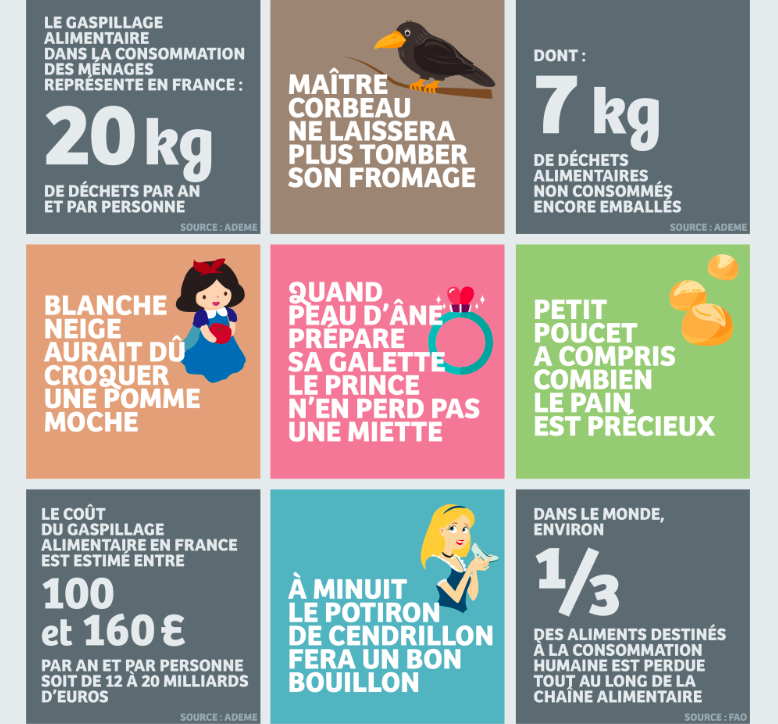 LE GASPILLAGE
ALIMENTAIRE
DANS LA CONSOMMATION
DES MÉNAGES
REPRÉSENTE EN FRANCE :
20 kg
DE DÉCHETS PAR AN
ET PAR PERSONNE
SOURCE : ADEME
MAÎTRE
CORBEAU
NE LAISSERA
PLUS TOMBER
SON FROMAGE
DONT :
7 kg
DE DÉCHETS
ALIMENTAIRES
NON CONSOMMÉS
ENCORE EMBALLÉS
SOURCE : ADEME
BLANCHE
NEIGE
AURAIT DÛ
CROQUER
UNE POMME
MOCHE
QUAND
PEAU D'ÂNE
PRÉPARE
SA GALETTE
LE PRINCE
N'EN PERD PAS
UNE MIETTE
PETIT
POUCET
A COMPRIS
COMBIEN
LE PAIN
EST PRÉCIEUX
LE COÛT
DU GASPILLAGE
ALIMENTAIRE EN FRANCE
EST ESTIMÉ ENTRE
100
et 160 €
PAR AN ET PAR PERSONNE
SOIT DE 12 À 20 MILLIARDS
D'EUROS
SOURCE : ADEME
À MINUIT
LE POTIRON
DE CENDRILLON
FERA UN BON
BOUILLON
DANS LE MONDE,
ENVIRON
1/3
DES ALIMENTS DESTINÉS
À LA CONSOMMATION
HUMAINE EST PERDUE
TOUT AU LONG DE LA
CHAÎNE ALIMENTAIRE
SOURCE : FAO